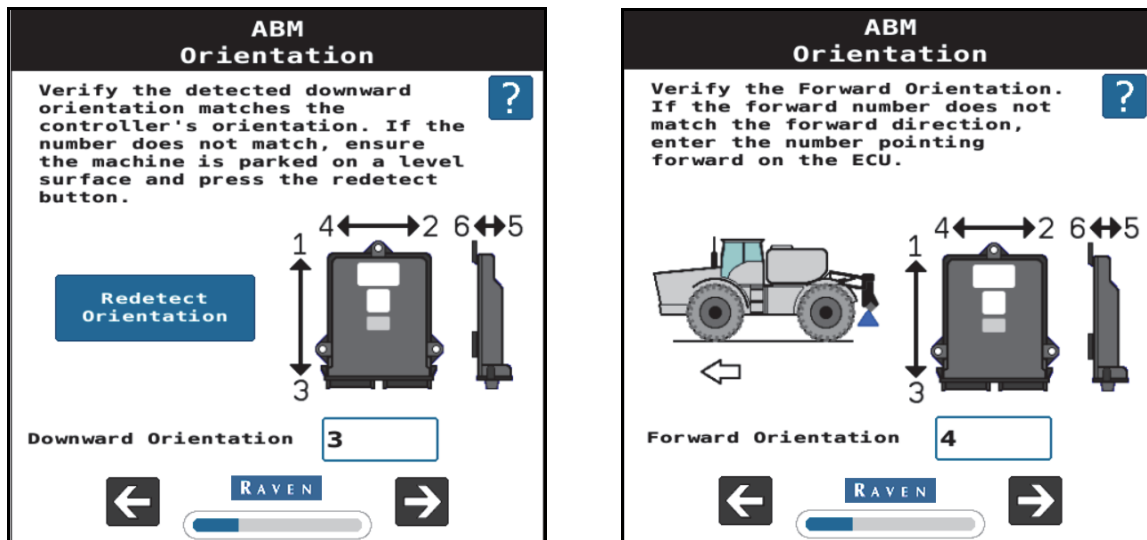 ABM
Orientation
Verify the detected downward
orientation matches the
controller's orientation. If the
number does not match, ensure
the machine is parked on a level
surface and press the redetect
button.
?
4 2 6 5
1
Redetect
Orientation
3
Downward Orientation 3
RAVEN
ABM
Orientation
Verify the Forward Orientation.
If the forward number does not
match the forward direction,
enter the number pointing
forward on the ECU.
?
4 2 6 5
1
3
Forward Orientation 4
RAVEN